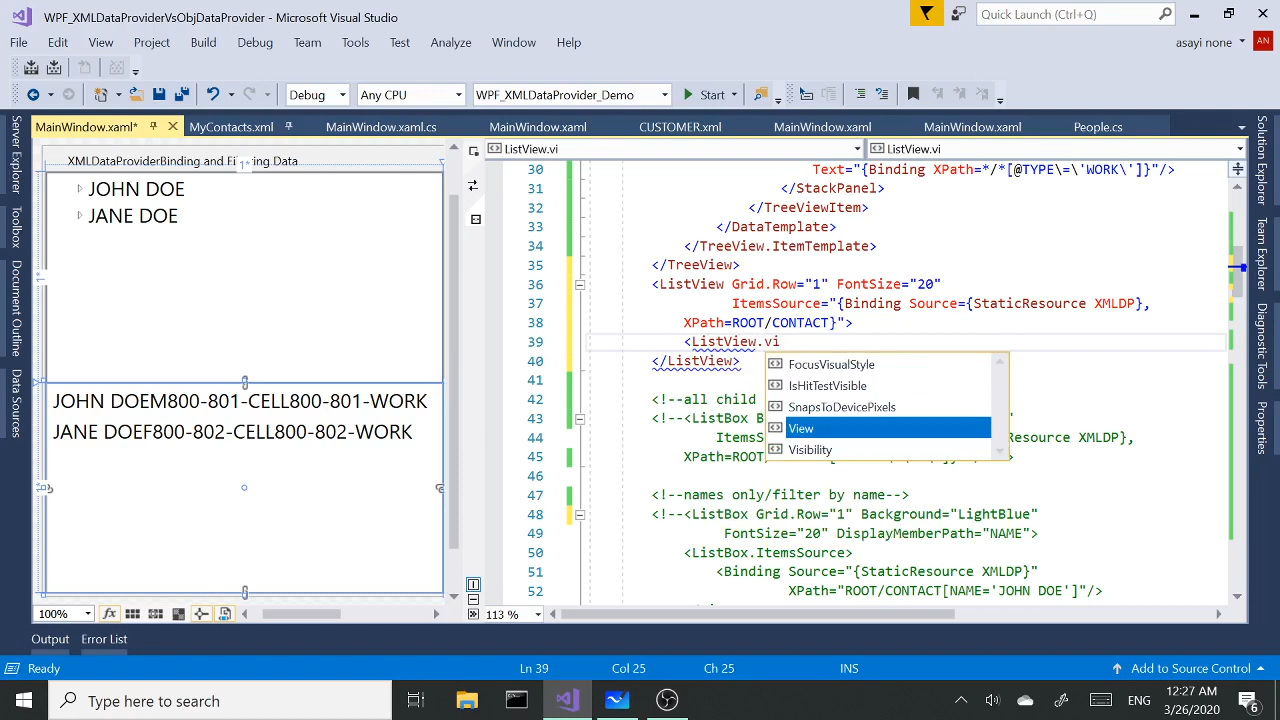 WPF_XMLDataProviderVsObjDataProvider - Microsoft Visual Studio
Quick Launch (Ctrl+Q)
File Edit View Project Build Debug Team Tools Test Analyze Window Help
asayi none AN
Debug Any CPU WPF_XMLDataProvider_Demo Start
MainWindow.xaml* MyContacts.xml MainWindow.xaml.cs MainWindow.xaml CUSTOMER.xml MainWindow.xaml MainWindow.xaml People.cs
Server Explorer
Toolbox
Document Outline
Data Sources
XMLDataProviderBinding and Filtering Data
1*
JOHN DOE
JANE DOE
JOHN DOEM800-801-CELL800-801-WORK
JANE DOEF800-802-CELL800-802-WORK
100%
ListView.vi ListView.vi
30 Text="{Binding XPath=*/*[@TYPE\=\'WORK\']}"/>
31 </StackPanel>
32 </TreeViewItem>
33 </DataTemplate>
34 </TreeView.ItemTemplate>
35 </TreeView>
36 <ListView Grid.Row="1" FontSize="20"
37 ItemsSource="{Binding Source={StaticResource XMLDP},
38 XPath=ROOT/CONTACT}">
39 <ListView.vi
40 </ListView>
41
42 <!--all child
43 <!--<ListBox B
44 ItemsS esource XMLDP},
45 XPath=ROOT
46
47 <!--names only/filter by name-->
48 <!--<ListBox Grid.Row="1" Background="LightBlue"
49 FontSize="20" DisplayMemberPath="NAME">
50 <ListBox.ItemsSource>
51 <Binding Source="{StaticResource XMLDP}"
52 XPath="ROOT/CONTACT[NAME='JOHN DOE']"/>
FocusVisualStyle
IsHitTestVisible
SnapsToDevicePixels
View
Visibility
113 %
Solution Explorer
Team Explorer
Diagnostic Tools
Properties
Output Error List
Ready Ln 39 Col 25 Ch 25 INS Add to Source Control
Type here to search
ENG
12:27 AM
3/26/2020
6